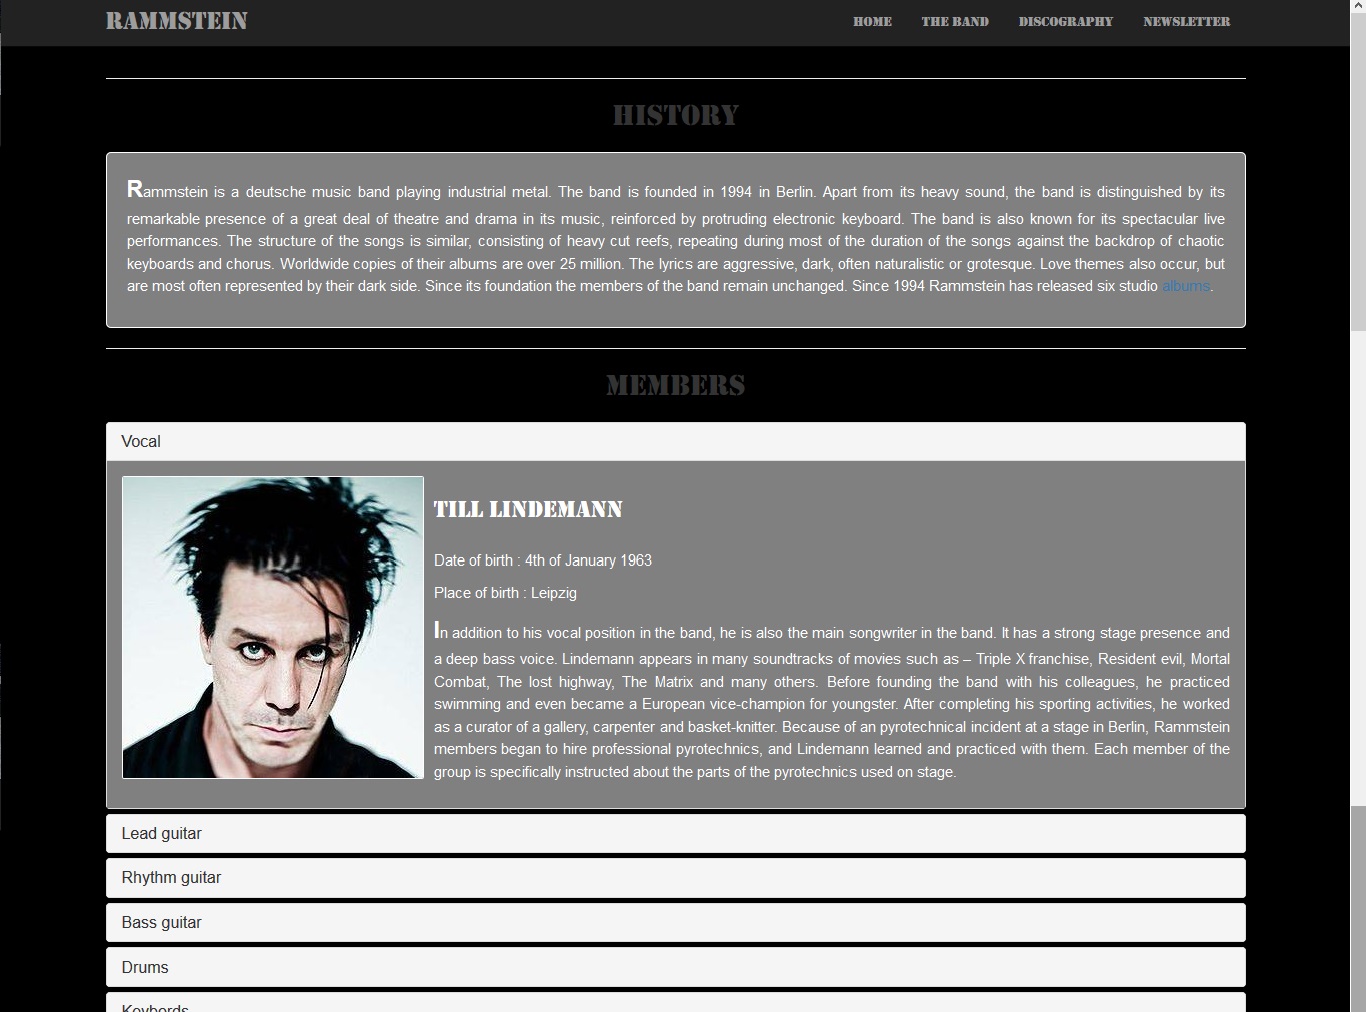 RAMMSTEIN
HOME THE BAND DISCOGRAPHY NEWSLETTER
HISTORY
Rammstein is a deutsche music band playing industrial metal. The band is founded in 1994 in Berlin. Apart from its heavy sound, the band is distinguished by its
remarkable presence of a great deal of theatre and drama in its music, reinforced by protruding electronic keyboard. The band is also known for its spectacular live
performances. The structure of the songs is similar, consisting of heavy cut reefs, repeating during most of the duration of the songs against the backdrop of chaotic
keyboards and chorus. Worldwide copies of their albums are over 25 million. The lyrics are aggressive, dark, often naturalistic or grotesque. Love themes also occur, but
are most often represented by their dark side. Since its foundation the members of the band remain unchanged. Since 1994 Rammstein has released six studio albums.
MEMBERS
Vocal
TILL LINDEMANN
Date of birth : 4th of January 1963
Place of birth : Leipzig
In addition to his vocal position in the band, he is also the main songwriter in the band. It has a strong stage presence and
a deep bass voice. Lindemann appears in many soundtracks of movies such as – Triple X franchise, Resident evil, Mortal
Combat, The lost highway, The Matrix and many others. Before founding the band with his colleagues, he practiced
swimming and even became a European vice-champion for youngster. After completing his sporting activities, he worked
as a curator of a gallery, carpenter and basket-knitter. Because of an pyrotechnical incident at a stage in Berlin, Rammstein
members began to hire professional pyrotechnics, and Lindemann learned and practiced with them. Each member of the
group is specifically instructed about the parts of the pyrotechnics used on stage.
Lead guitar
Rhythm guitar
Bass guitar
Drums
Keybords